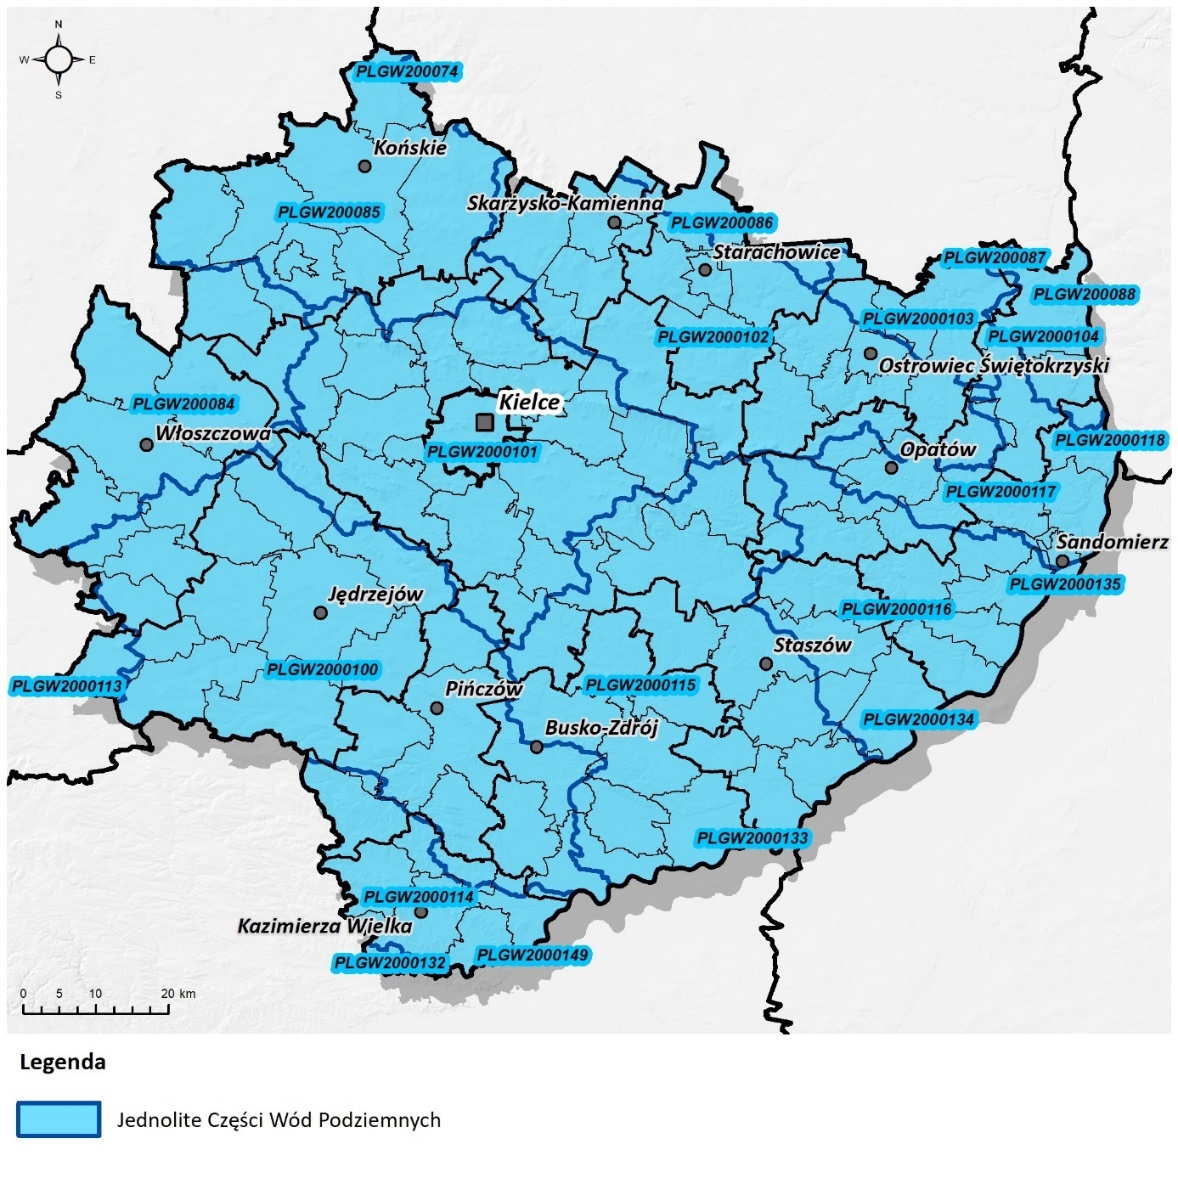 N
W E
S
PLGW200074
Końskie
Skarżysko-Kamienna
PLGW200085
PLGW200086
Starachowice
PLGW200087
PLGW200088
PLGW2000103
PLGW2000102
PLGW2000104
Ostrowiec Świętokrzyski
PLGW200084
Kielce
Włoszczowa
PLGW2000101
PLGW2000118
Opatów
PLGW2000117
Sandomierz
PLGW2000135
Jędrzejów
PLGW2000116
Staszów
PLGW2000100
PLGW2000113
Pińczów
PLGW2000115
PLGW2000134
Busko-Zdrój
PLGW2000133
PLGW2000114
Kazimierza Wielka
PLGW2000132
PLGW2000149
0 5 10 20 km
Legenda
Jednolite Części Wód Podziemnych